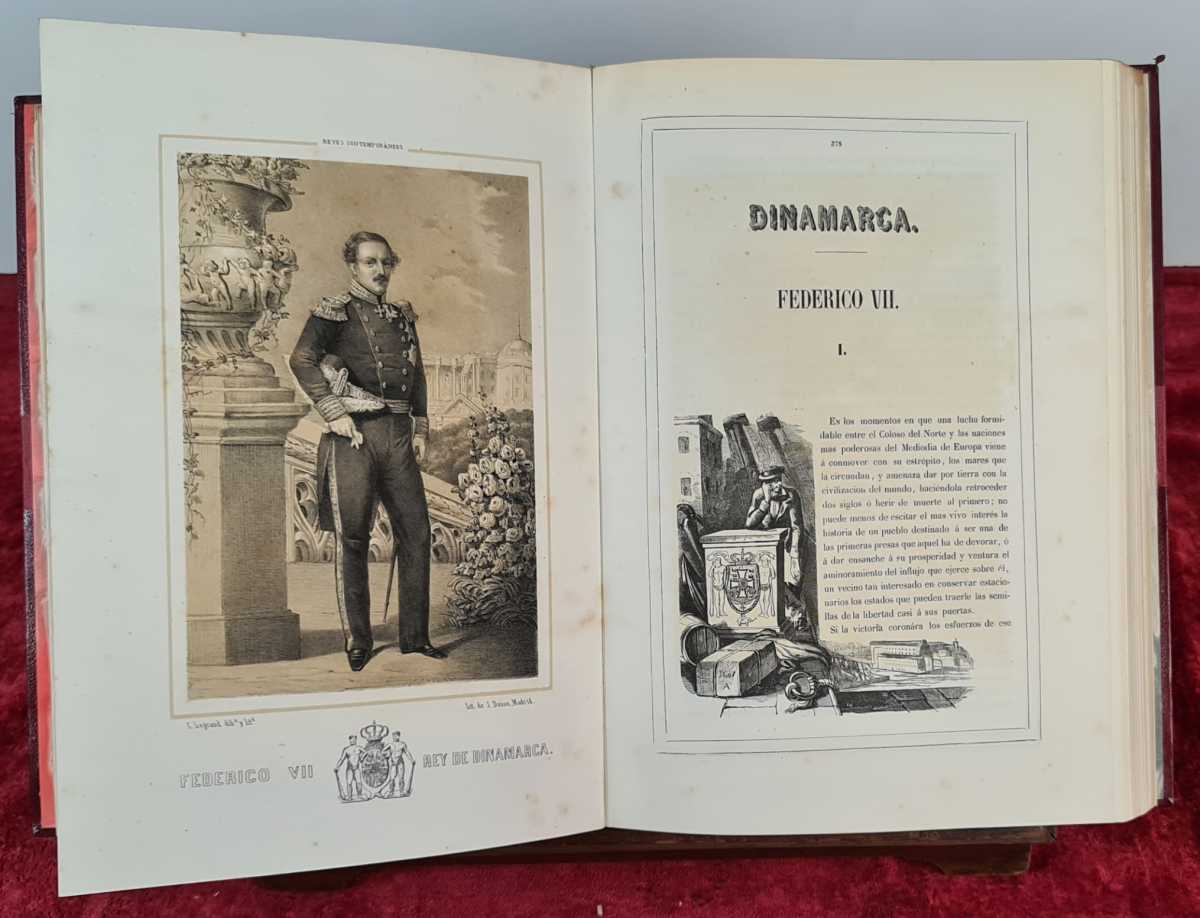 REYES CONTEMPORÁNEOS
C. Legrand dibº y litº
Lit. de J. Donon, Madrid.
FEDERICO VII REY DE DINAMARCA.
278
DINAMARCA.
FEDERICO VII.
I.
En los momentos en que una lucha formi-
dable entre el Coloso del Norte y las naciones
mas poderosas del Mediodia de Europa viene
á conmover con su estrépito, los mares que
la circundan, y amenaza dar por tierra con la
civilizacion del mundo, haciéndola retroceder
dos siglos ó herir de muerte al primero; no
puede menos de escitar el mas vivo interés la
historia de un pueblo destinado á ser una de
las primeras presas que aquel ha de devorar, ó
á dar ensanche á su prosperidad y ventura el
aminoramiento del influjo que ejerce sobre él,
un vecino tan interesado en conservar estacio-
narios los estados que pueden traerle las semi-
llas de la libertad casi á sus puertas.
Si la victoria coronára los esfuerzos de ese